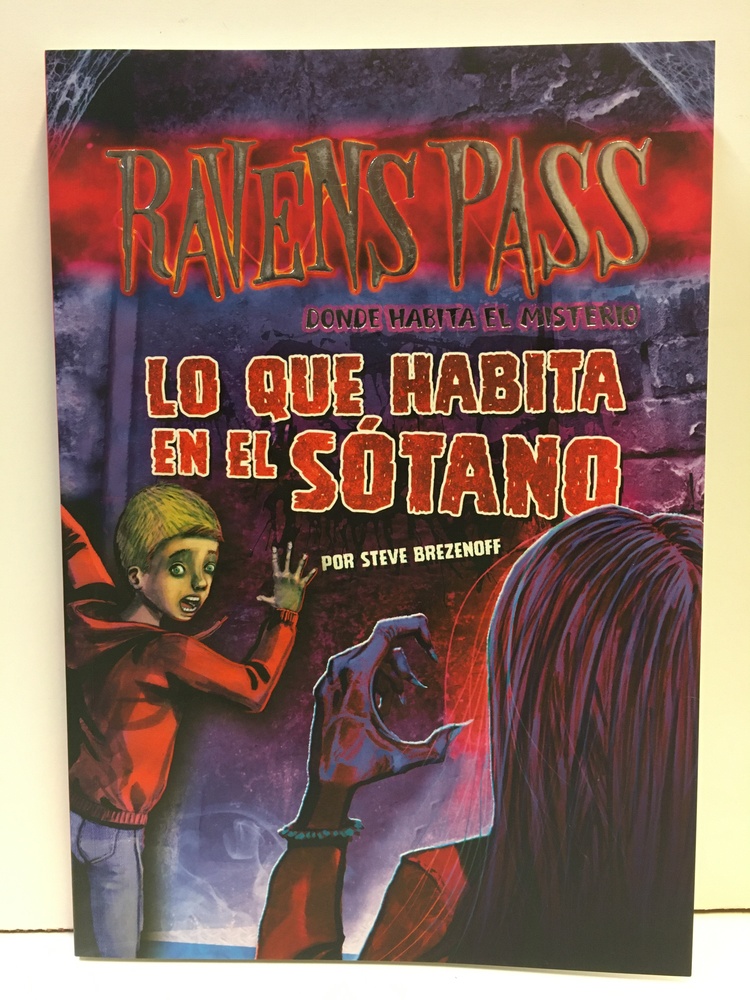 RAVENS PASS
DONDE HABITA EL MISTERIO
LO QUE HABITA
EN EL SÓTANO
POR STEVE BREZENOFF